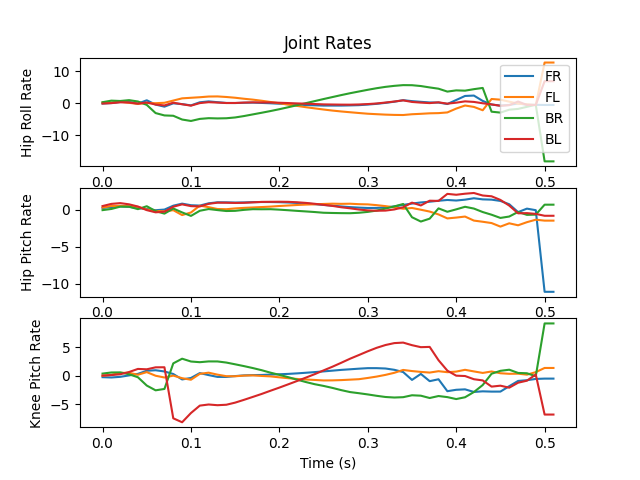 Joint Rates
Hip Roll Rate
10
0
−10
FR
FL
BR
BL
0.0 0.1 0.2 0.3 0.4 0.5
Hip Pitch Rate
0
−5
−10
0.0 0.1 0.2 0.3 0.4 0.5
Knee Pitch Rate
5
0
−5
0.0 0.1 0.2 0.3 0.4 0.5
Time (s)